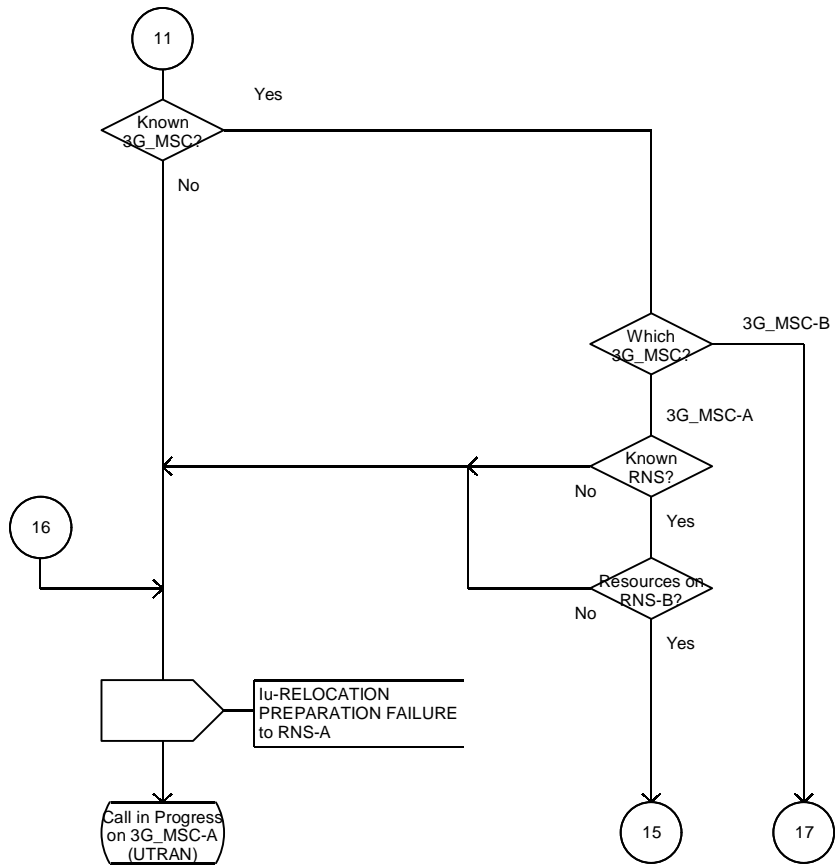 11
Yes
Known
3G_MSC?
No
3G_MSC-B
Which
3G_MSC?
3G_MSC-A
Known
RNS?
No
Yes
16
Resources on
RNS-B?
No
Yes
Iu-RELOCATION
PREPARATION FAILURE
to RNS-A
Call in Progress
on 3G_MSC-A
(UTRAN)
15
17